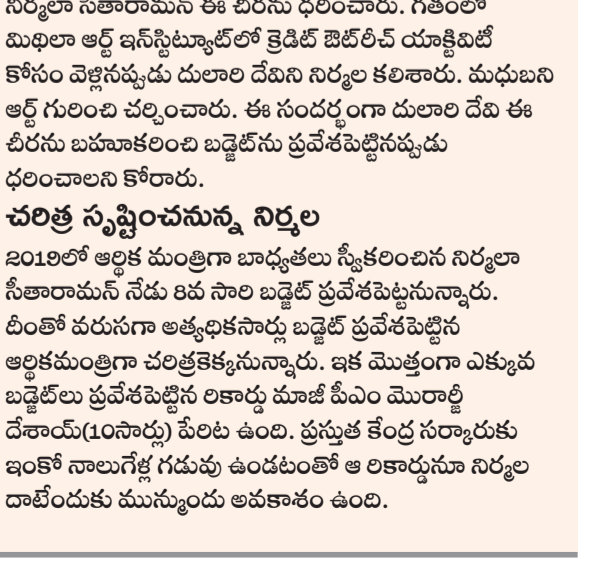 నిర్మలా సీతారామన్ ఈ చీరను ధరించారు. గతంలో
మిథిలా ఆర్ట్ ఇన్‌స్టిట్యూట్‌లో క్రెడిట్ ఔట్‌రీచ్ యాక్టివిటీ
కోసం వెళ్లినప్పుడు దులారి దేవిని నిర్మల కలిశారు. మధుబని
ఆర్ట్ గురించి చర్చించారు. ఈ సందర్భంగా దులారి దేవి ఈ
చీరను బహూకరించి బడ్జెట్‌ను ప్రవేశపెట్టినప్పుడు
ధరించాలని కోరారు.
చరిత్ర సృష్టించనున్న నిర్మల
2019లో ఆర్థిక మంత్రిగా బాధ్యతలు స్వీకరించిన నిర్మలా
సీతారామన్ నేడు 8వ సారి బడ్జెట్ ప్రవేశపెట్టనున్నారు.
దీంతో వరుసగా అత్యధికసార్లు బడ్జెట్ ప్రవేశపెట్టిన
ఆర్థికమంత్రిగా చరిత్రకెక్కనున్నారు. ఇక మొత్తంగా ఎక్కువ
బడ్జెట్‌లు ప్రవేశపెట్టిన రికార్డు మాజీ పీఎం మొరార్జీ
దేశాయ్(10సార్లు) పేరిట ఉంది. ప్రస్తుత కేంద్ర సర్కారుకు
ఇంకో నాలుగేళ్ల గడువు ఉండటంతో ఆ రికార్డునూ నిర్మల
దాటేందుకు మున్ముందు అవకాశం ఉంది.